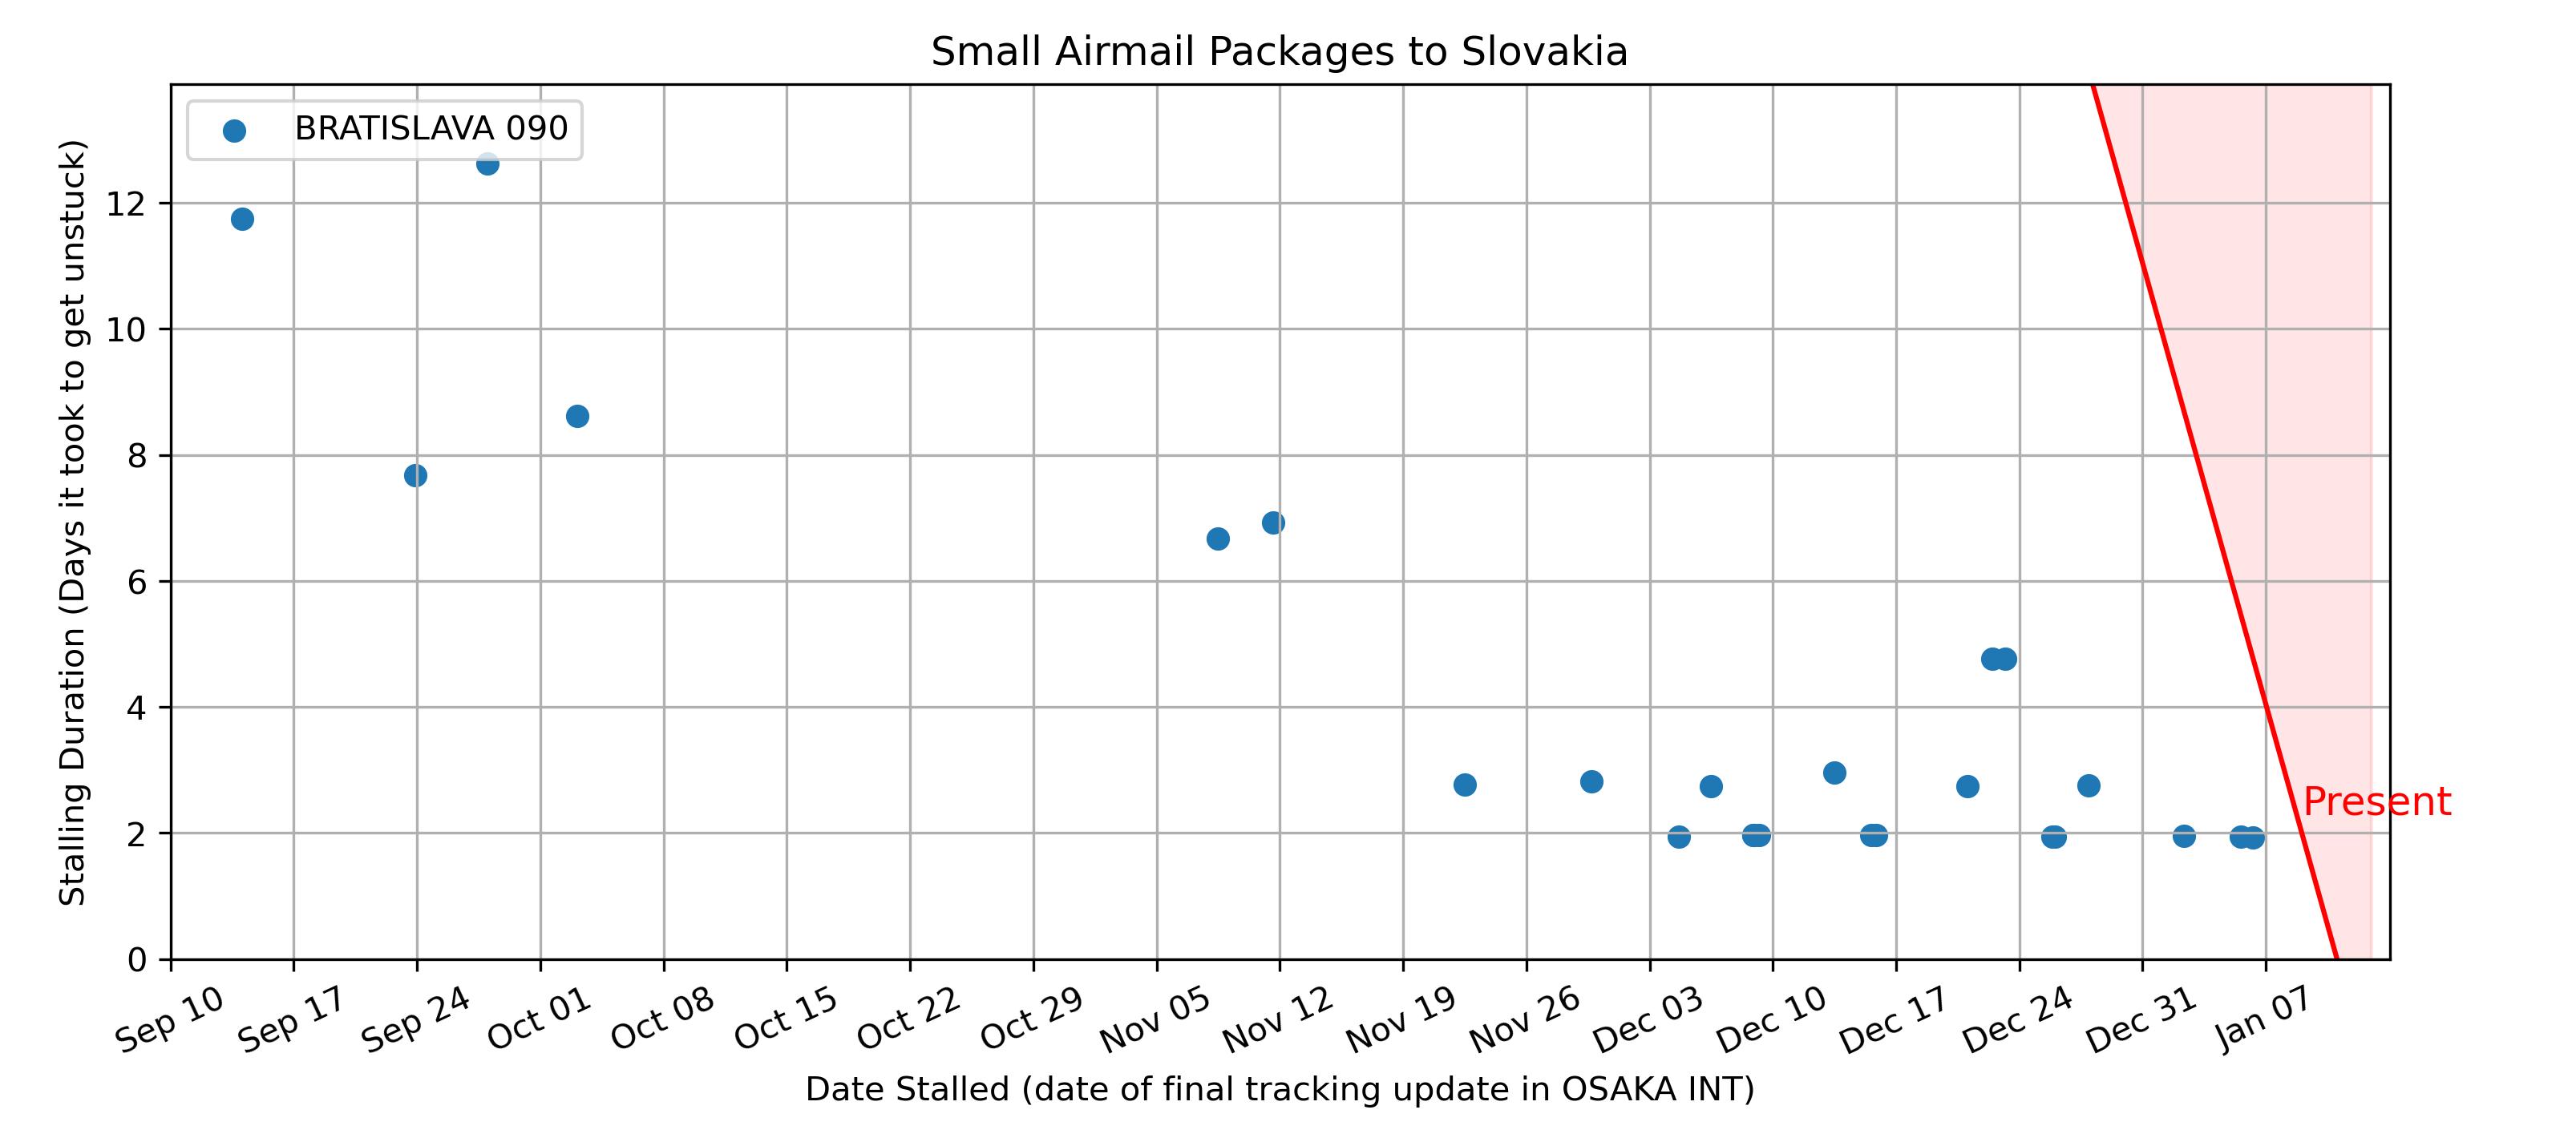 Small Airmail Packages to Slovakia
BRATISLAVA 090
Stalling Duration (Days it took to get unstuck)
12
10
8
6
4
2
0
Present
Sep 10
Sep 17
Sep 24
Oct 01
Oct 08
Oct 15
Oct 22
Oct 29
Nov 05
Nov 12
Nov 19
Nov 26
Dec 03
Dec 10
Dec 17
Dec 24
Dec 31
Jan 07
Date Stalled (date of final tracking update in OSAKA INT)